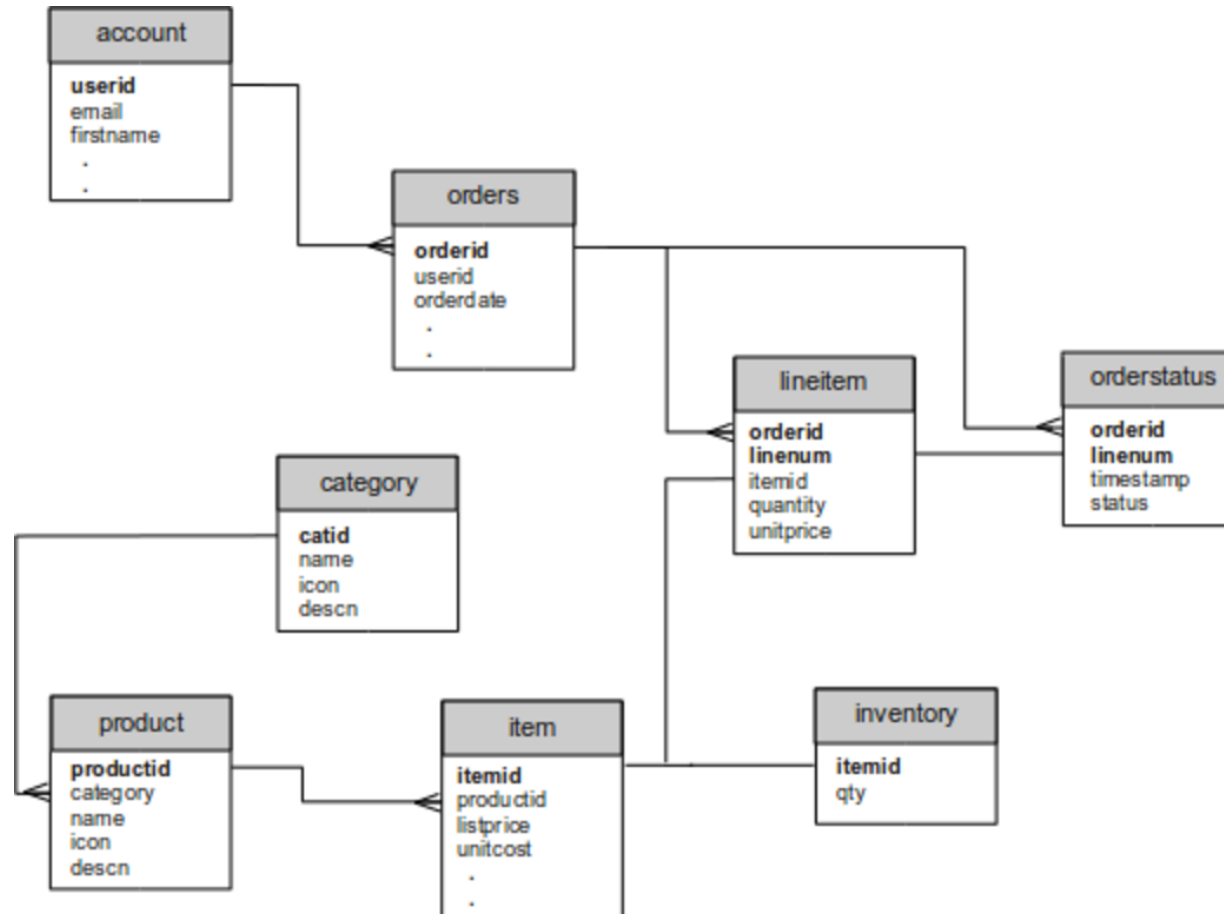 account
userid
email
firstname
.
.
orders
orderid
userid
orderdate
.
.
lineitem
orderid
linenum
itemid
quantity
unitprice
orderstatus
orderid
linenum
timestamp
status
category
catid
name
icon
descn
product
productid
category
name
icon
descn
item
itemid
productid
listprice
unitcost
.
.
inventory
itemid
qty